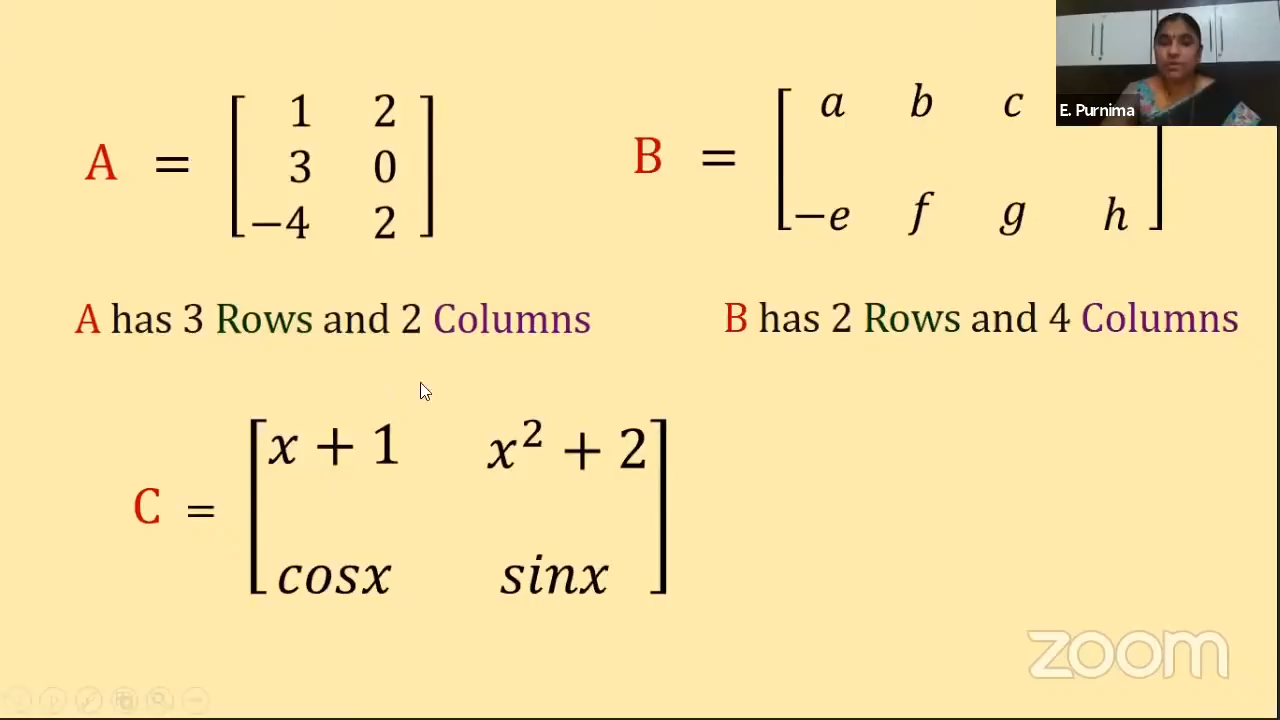 A = [ 1 2
3 0
−4 2 ]
B = [ a b c
−e f g h ]
E. Purnima
A has 3 Rows and 2 Columns
B has 2 Rows and 4 Columns
C = [ x + 1 x² + 2
cosx sinx ]
zoom